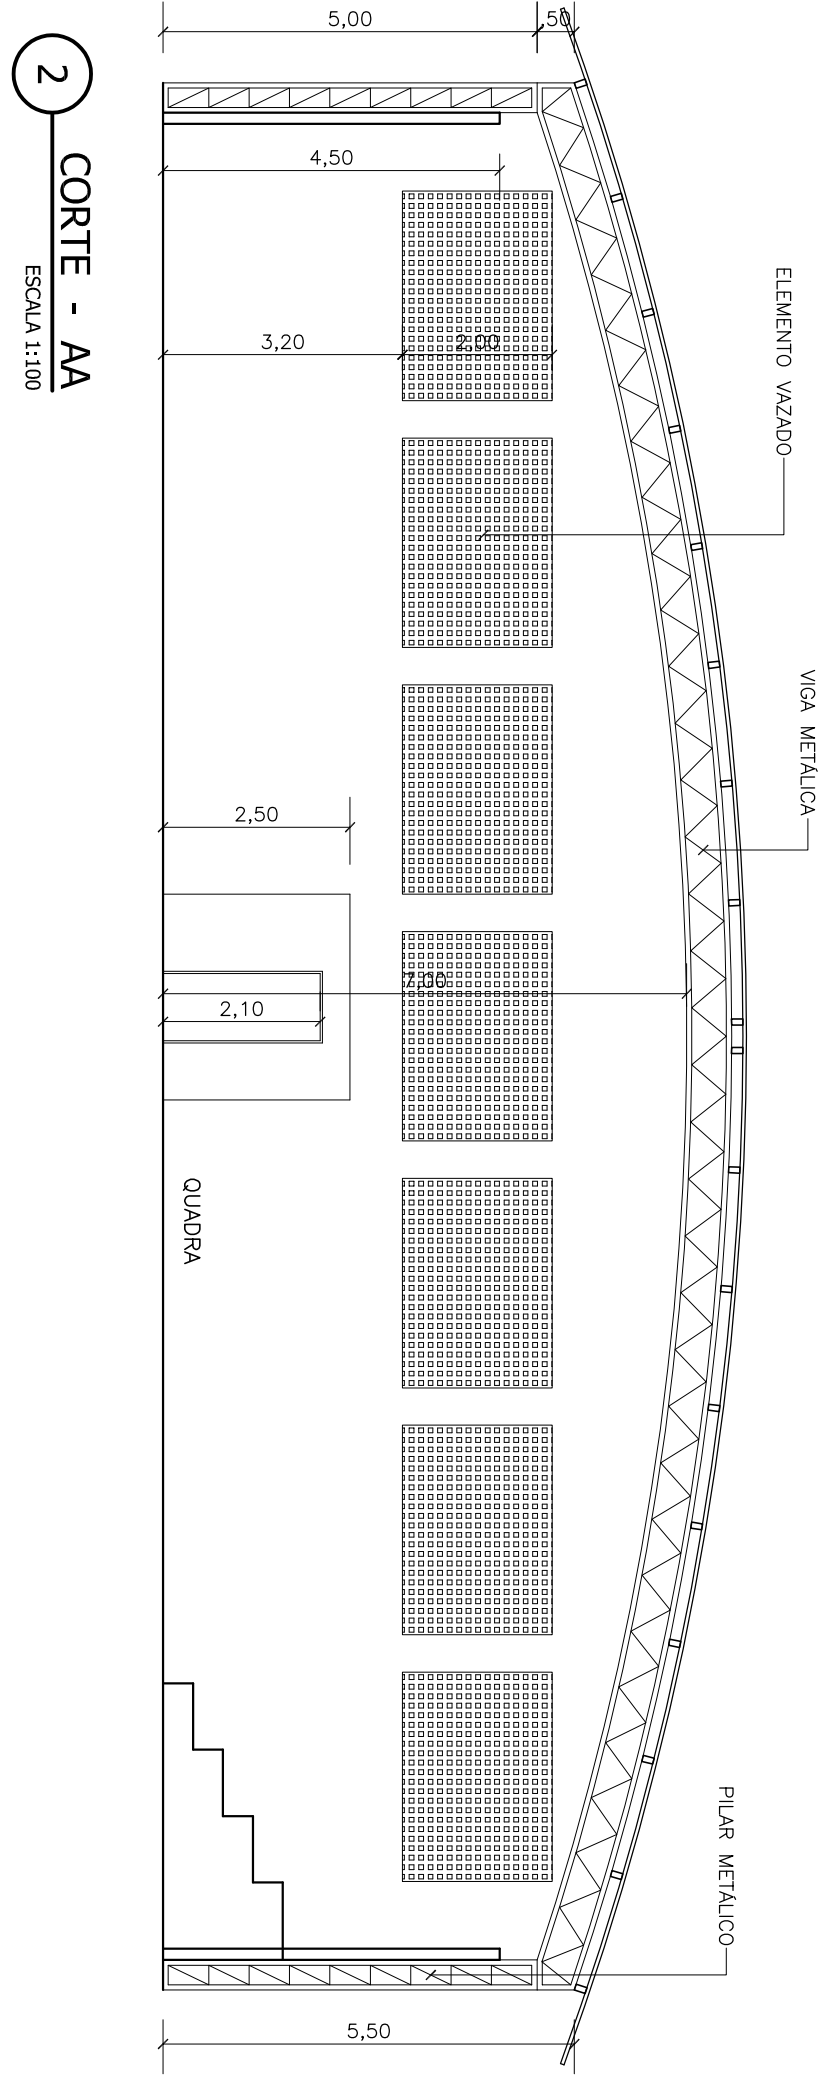 5,00
,50
2
CORTE - AA
ESCALA 1:100
4,50
ELEMENTO VAZADO
3,20
2,00
VIGA METÁLICA
2,50
7,00
2,10
QUADRA
PILAR METÁLICO
5,50